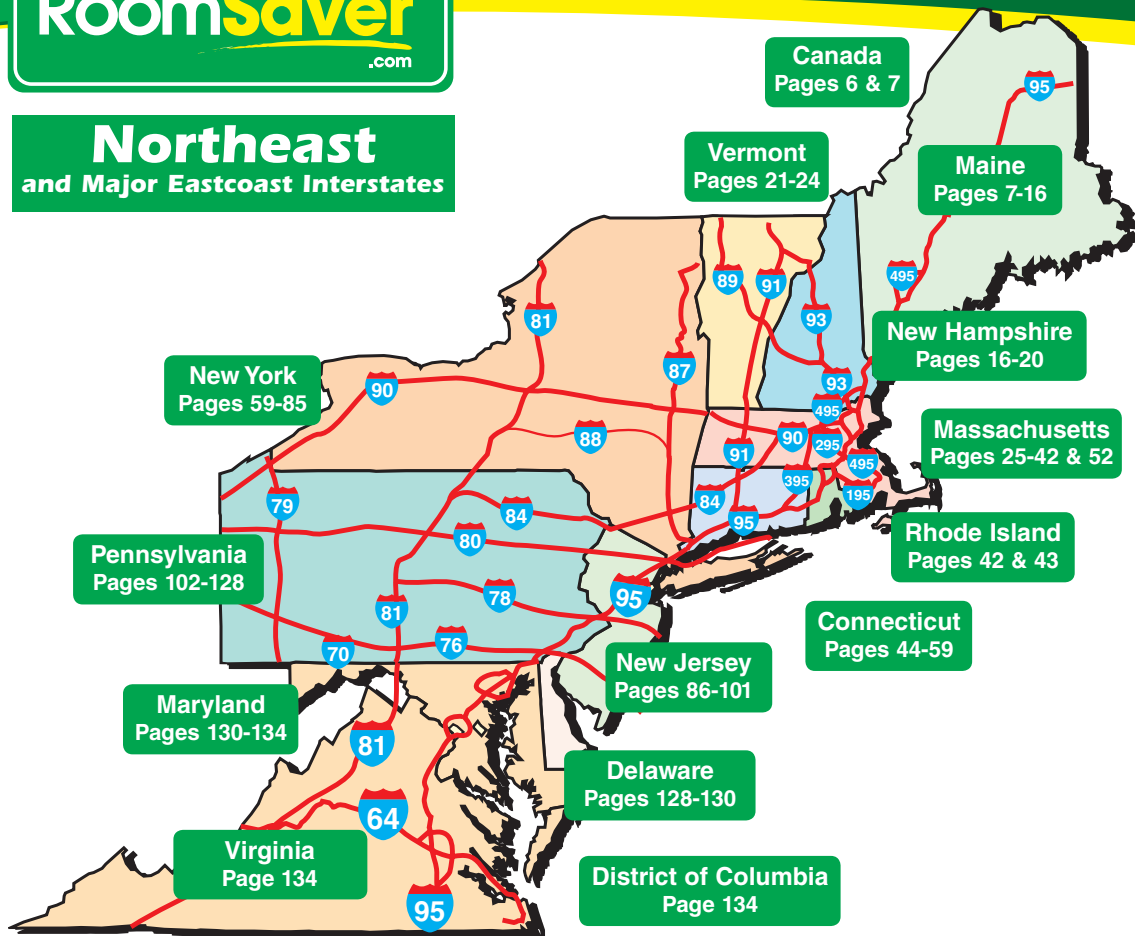 RoomSaver
.com
Northeast
and Major Eastcoast Interstates
Canada
Pages 6 & 7
95
Vermont
Pages 21-24
Maine
Pages 7-16
89
91
495
81
93
New Hampshire
Pages 16-20
87
New York
Pages 59-85
90
93
495
88
90
295
91
Massachusetts
Pages 25-42 & 52
495
395
195
79
84
84
95
80
Rhode Island
Pages 42 & 43
Pennsylvania
Pages 102-128
78
95
81
Connecticut
Pages 44-59
70
76
New Jersey
Pages 86-101
Maryland
Pages 130-134
81
Delaware
Pages 128-130
64
Virginia
Page 134
District of Columbia
Page 134
95